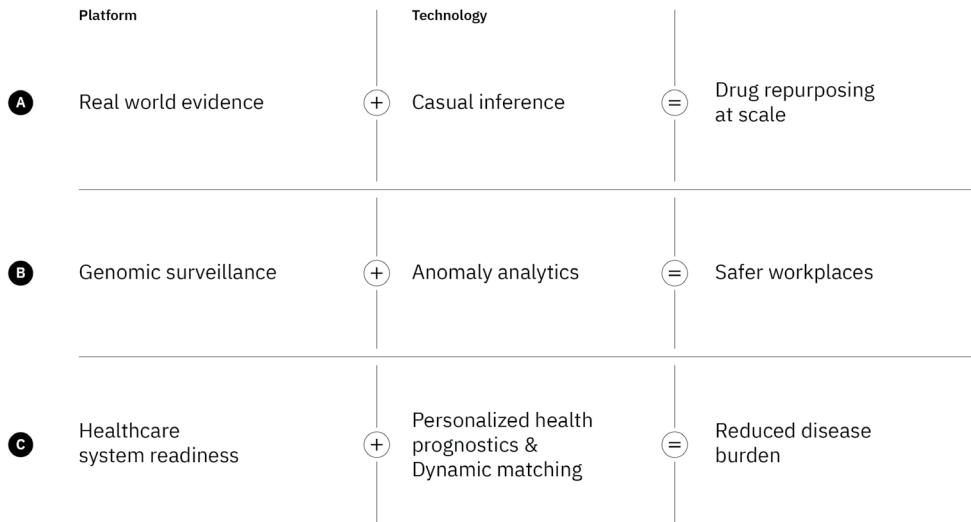 Platform
Technology
A
Real world evidence
+
Casual inference
=
Drug repurposing
at scale
B
Genomic surveillance
+
Anomaly analytics
=
Safer workplaces
C
Healthcare
system readiness
+
Personalized health
prognostics &
Dynamic matching
=
Reduced disease
burden